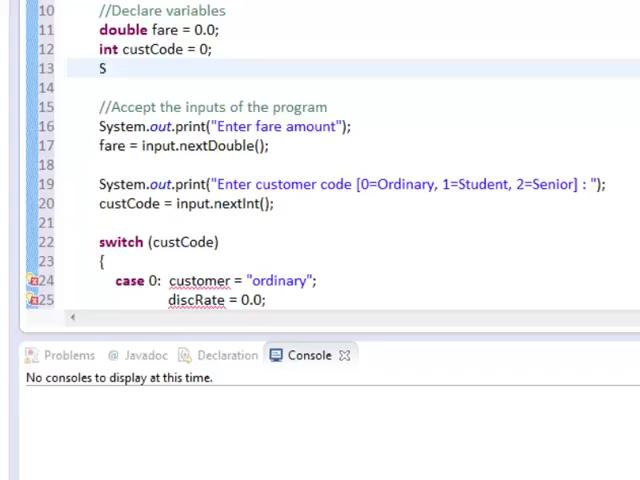 10 //Declare variables
11 double fare = 0.0;
12 int custCode = 0;
13 S
14
15 //Accept the inputs of the program
16 System.out.print("Enter fare amount");
17 fare = input.nextDouble();
18
19 System.out.print("Enter customer code [0=Ordinary, 1=Student, 2=Senior] : ");
20 custCode = input.nextInt();
21
22 switch (custCode)
23 {
24 case 0: customer = "ordinary";
25 discRate = 0.0;
Problems @ Javadoc Declaration Console
No consoles to display at this time.